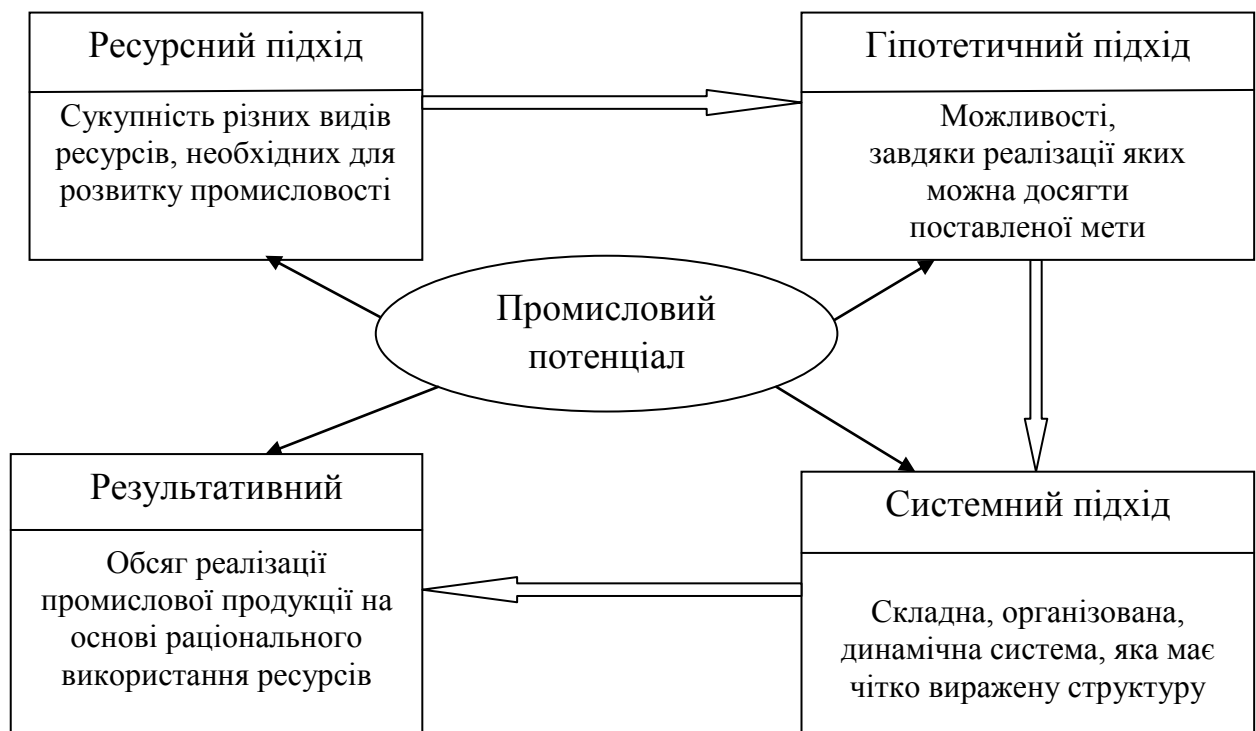 Ресурсний підхід
Сукупність різних видів
ресурсів, необхідних для
розвитку промисловості
Гіпотетичний підхід
Можливості,
завдяки реалізації яких
можна досягти
поставленої мети
Промисловий
потенціал
Результативний
Обсяг реалізації
промислової продукції на
основі раціонального
використання ресурсів
Системний підхід
Складна, організована,
динамічна система, яка має
чітко виражену структуру